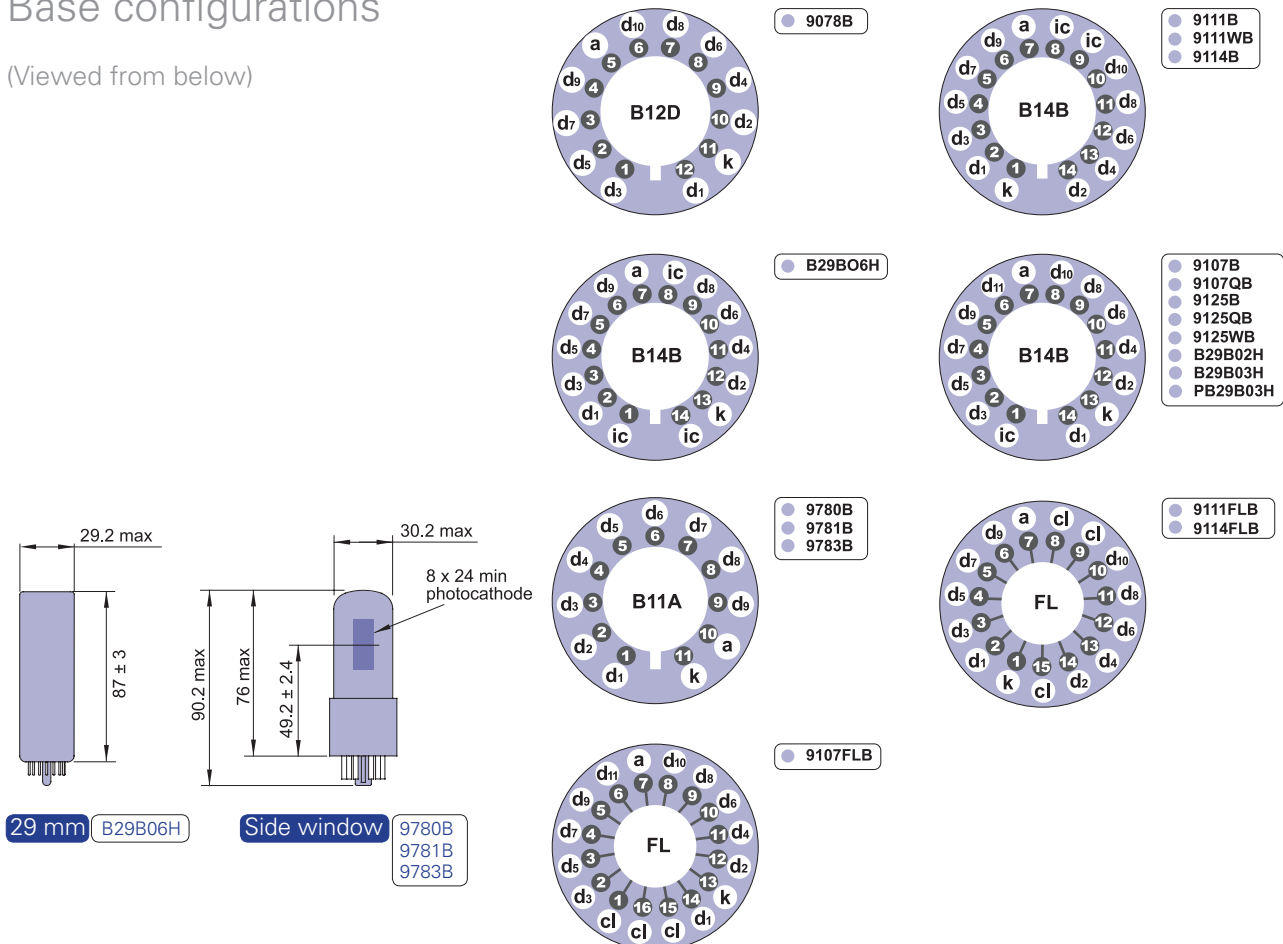 Base configurations
(Viewed from below)
d10 d8
a 6 7 d6
d9 5 8 d4
4 9
d7 3 B12D 10 d2
2 11
d5 1 12 k
d3 d1
9078B
a ic
d9 7 8 ic
d7 6 9 d10
5 10
d5 4 B14B 11 d8
d3 3 12 d6
2 13
d1 1 14 d4
k d2
9111B
9111WB
9114B
a ic
d9 7 8 d8
d7 6 9 d6
5 10
d5 4 B14B 11 d4
d3 3 12 d2
2 13
d1 1 14 k
ic ic
B29BO6H
a d10
d11 7 8 d8
d9 6 9 d6
5 10
d7 4 B14B 11 d4
d5 3 12 d2
2 13
d3 1 14 k
ic d1
9107B
9107QB
9125B
9125QB
9125WB
B29B02H
B29B03H
PB29B03H
d6
d5 6 d7
d4 5 7 d8
4 8
d3 3 B11A 9 d9
2 10
d2 1 11 a
d1 k
9780B
9781B
9783B
a cl
d9 7 8 cl
d7 6 9 d10
5 10
d5 4 FL 11 d8
d3 3 12 d6
2 13
d1 1 15 14 d4
k cl d2
9111FLB
9114FLB
a d10
d11 7 8 d8
d9 6 9 d6
5 10
d7 4 FL 11 d4
d5 3 12 d2
2 13
d3 1 16 15 14 k
cl cl cl d1
9107FLB
29.2 max
87 ± 3
29 mm B29B06H
30.2 max
8 x 24 min
photocathode
90.2 max
76 max
49.2 ± 2.4
Side window 9780B
9781B
9783B